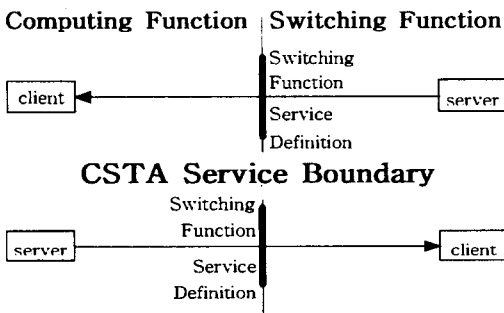 Computing Function Switching Function
Switching
Function
client
server
Service
Definition
CSTA Service Boundary
Switching
Function
server
client
Service
Definition